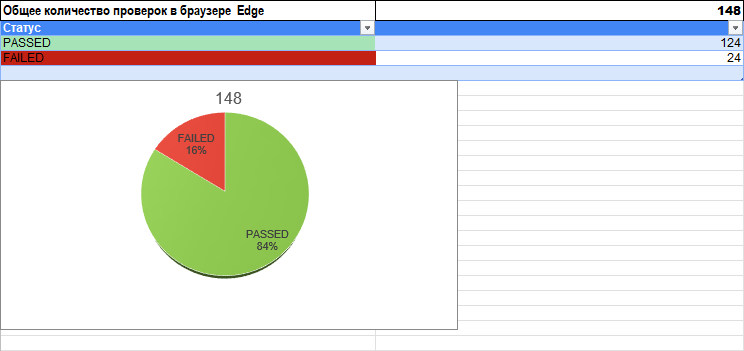 Общее количество проверок в браузере Edge 148
Статус
PASSED 124
FAILED 24
148
FAILED
16%
PASSED
84%